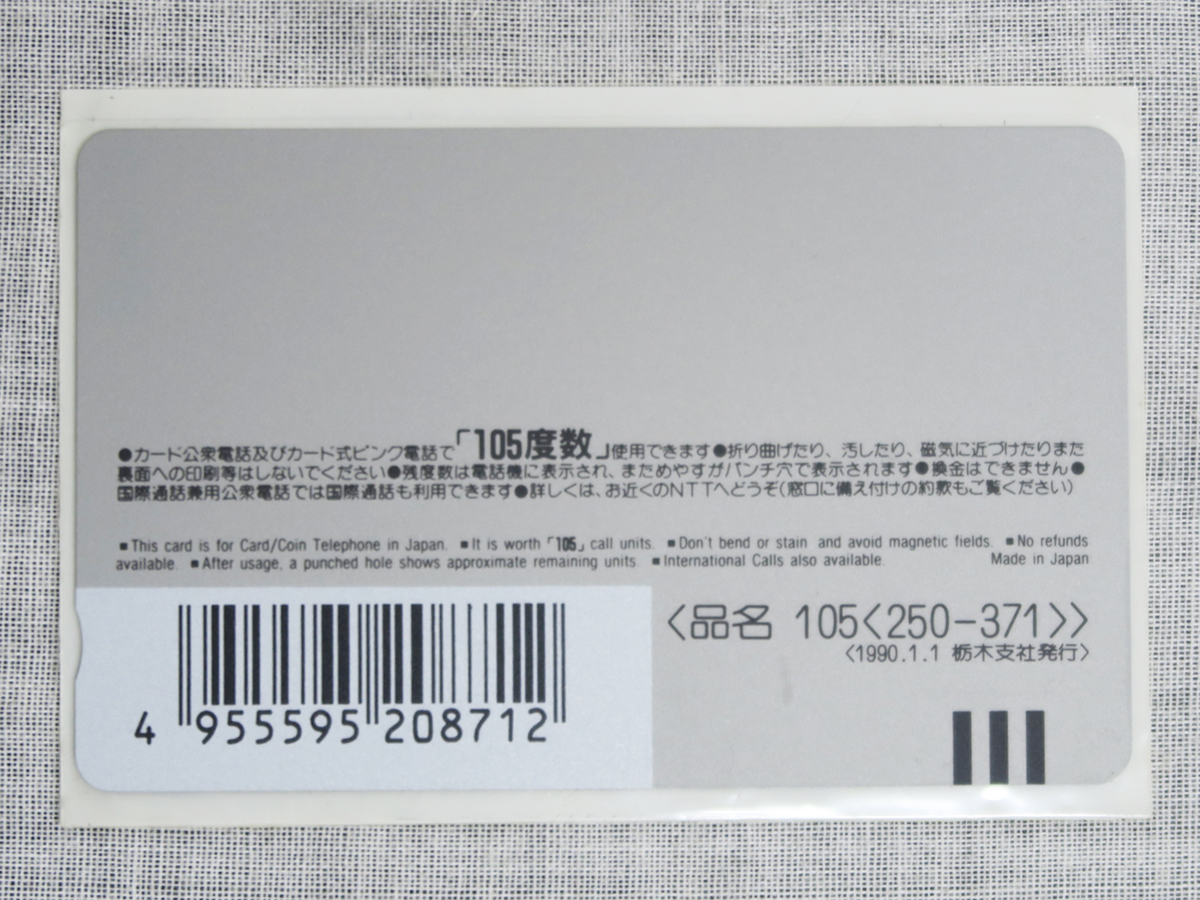 ●カード公衆電話及びカード式ピンク電話で「105度数」使用できます●折り曲げたり、汚したり、磁気に近づけたりまた
裏面への印刷等はしないでください●残度数は電話機に表示され、まためやすがパンチ穴で表示されます●換金はできません●
国際通話兼用公衆電話では国際通話も利用できます●詳しくは、お近くのNTTへどうぞ(窓口に備え付けの約款もご覧ください)
■This card is for Card/Coin Telephone in Japan. ■It is worth「105」call units. ■Don't bend or stain and avoid magnetic fields. ■No refunds
available. ■After usage, a punched hole shows approximate remaining units. ■International Calls also available. Made in Japan
<品名 105<250-371>>
<1990.1.1 栃木支社発行>
4 955595 208712